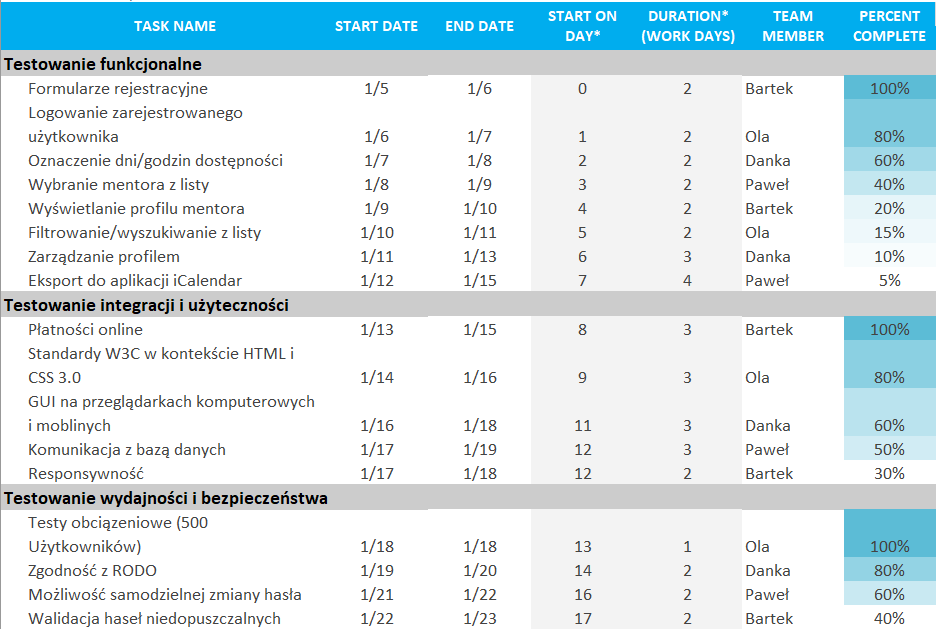 TASK NAME START DATE END DATE START ON DAY* DURATION* (WORK DAYS) TEAM MEMBER PERCENT COMPLETE
Testowanie funkcjonalne
Formularze rejestracyjne 1/5 1/6 0 2 Bartek 100%
Logowanie zarejestrowanego
użytkownika 1/6 1/7 1 2 Ola 80%
Oznaczenie dni/godzin dostępności 1/7 1/8 2 2 Danka 60%
Wybranie mentora z listy 1/8 1/9 3 2 Paweł 40%
Wyświetlanie profilu mentora 1/9 1/10 4 2 Bartek 20%
Filtrowanie/wyszukiwanie z listy 1/10 1/11 5 2 Ola 15%
Zarządzanie profilem 1/11 1/13 6 3 Danka 10%
Eksport do aplikacji iCalendar 1/12 1/15 7 4 Paweł 5%
Testowanie integracji i użyteczności
Płatności online 1/13 1/15 8 3 Bartek 100%
Standardy W3C w kontekście HTML i
CSS 3.0 1/14 1/16 9 3 Ola 80%
GUI na przeglądarkach komputerowych
i moblinych 1/16 1/18 11 3 Danka 60%
Komunikacja z bazą danych 1/17 1/19 12 3 Paweł 50%
Responsywność 1/17 1/18 12 2 Bartek 30%
Testowanie wydajności i bezpieczeństwa
Testy obciązeniowe (500
Użytkowników) 1/18 1/18 13 1 Ola 100%
Zgodność z RODO 1/19 1/20 14 2 Danka 80%
Możliwość samodzielnej zmiany hasła 1/21 1/22 16 2 Paweł 60%
Walidacja haseł niedopuszczalnych 1/22 1/23 17 2 Bartek 40%